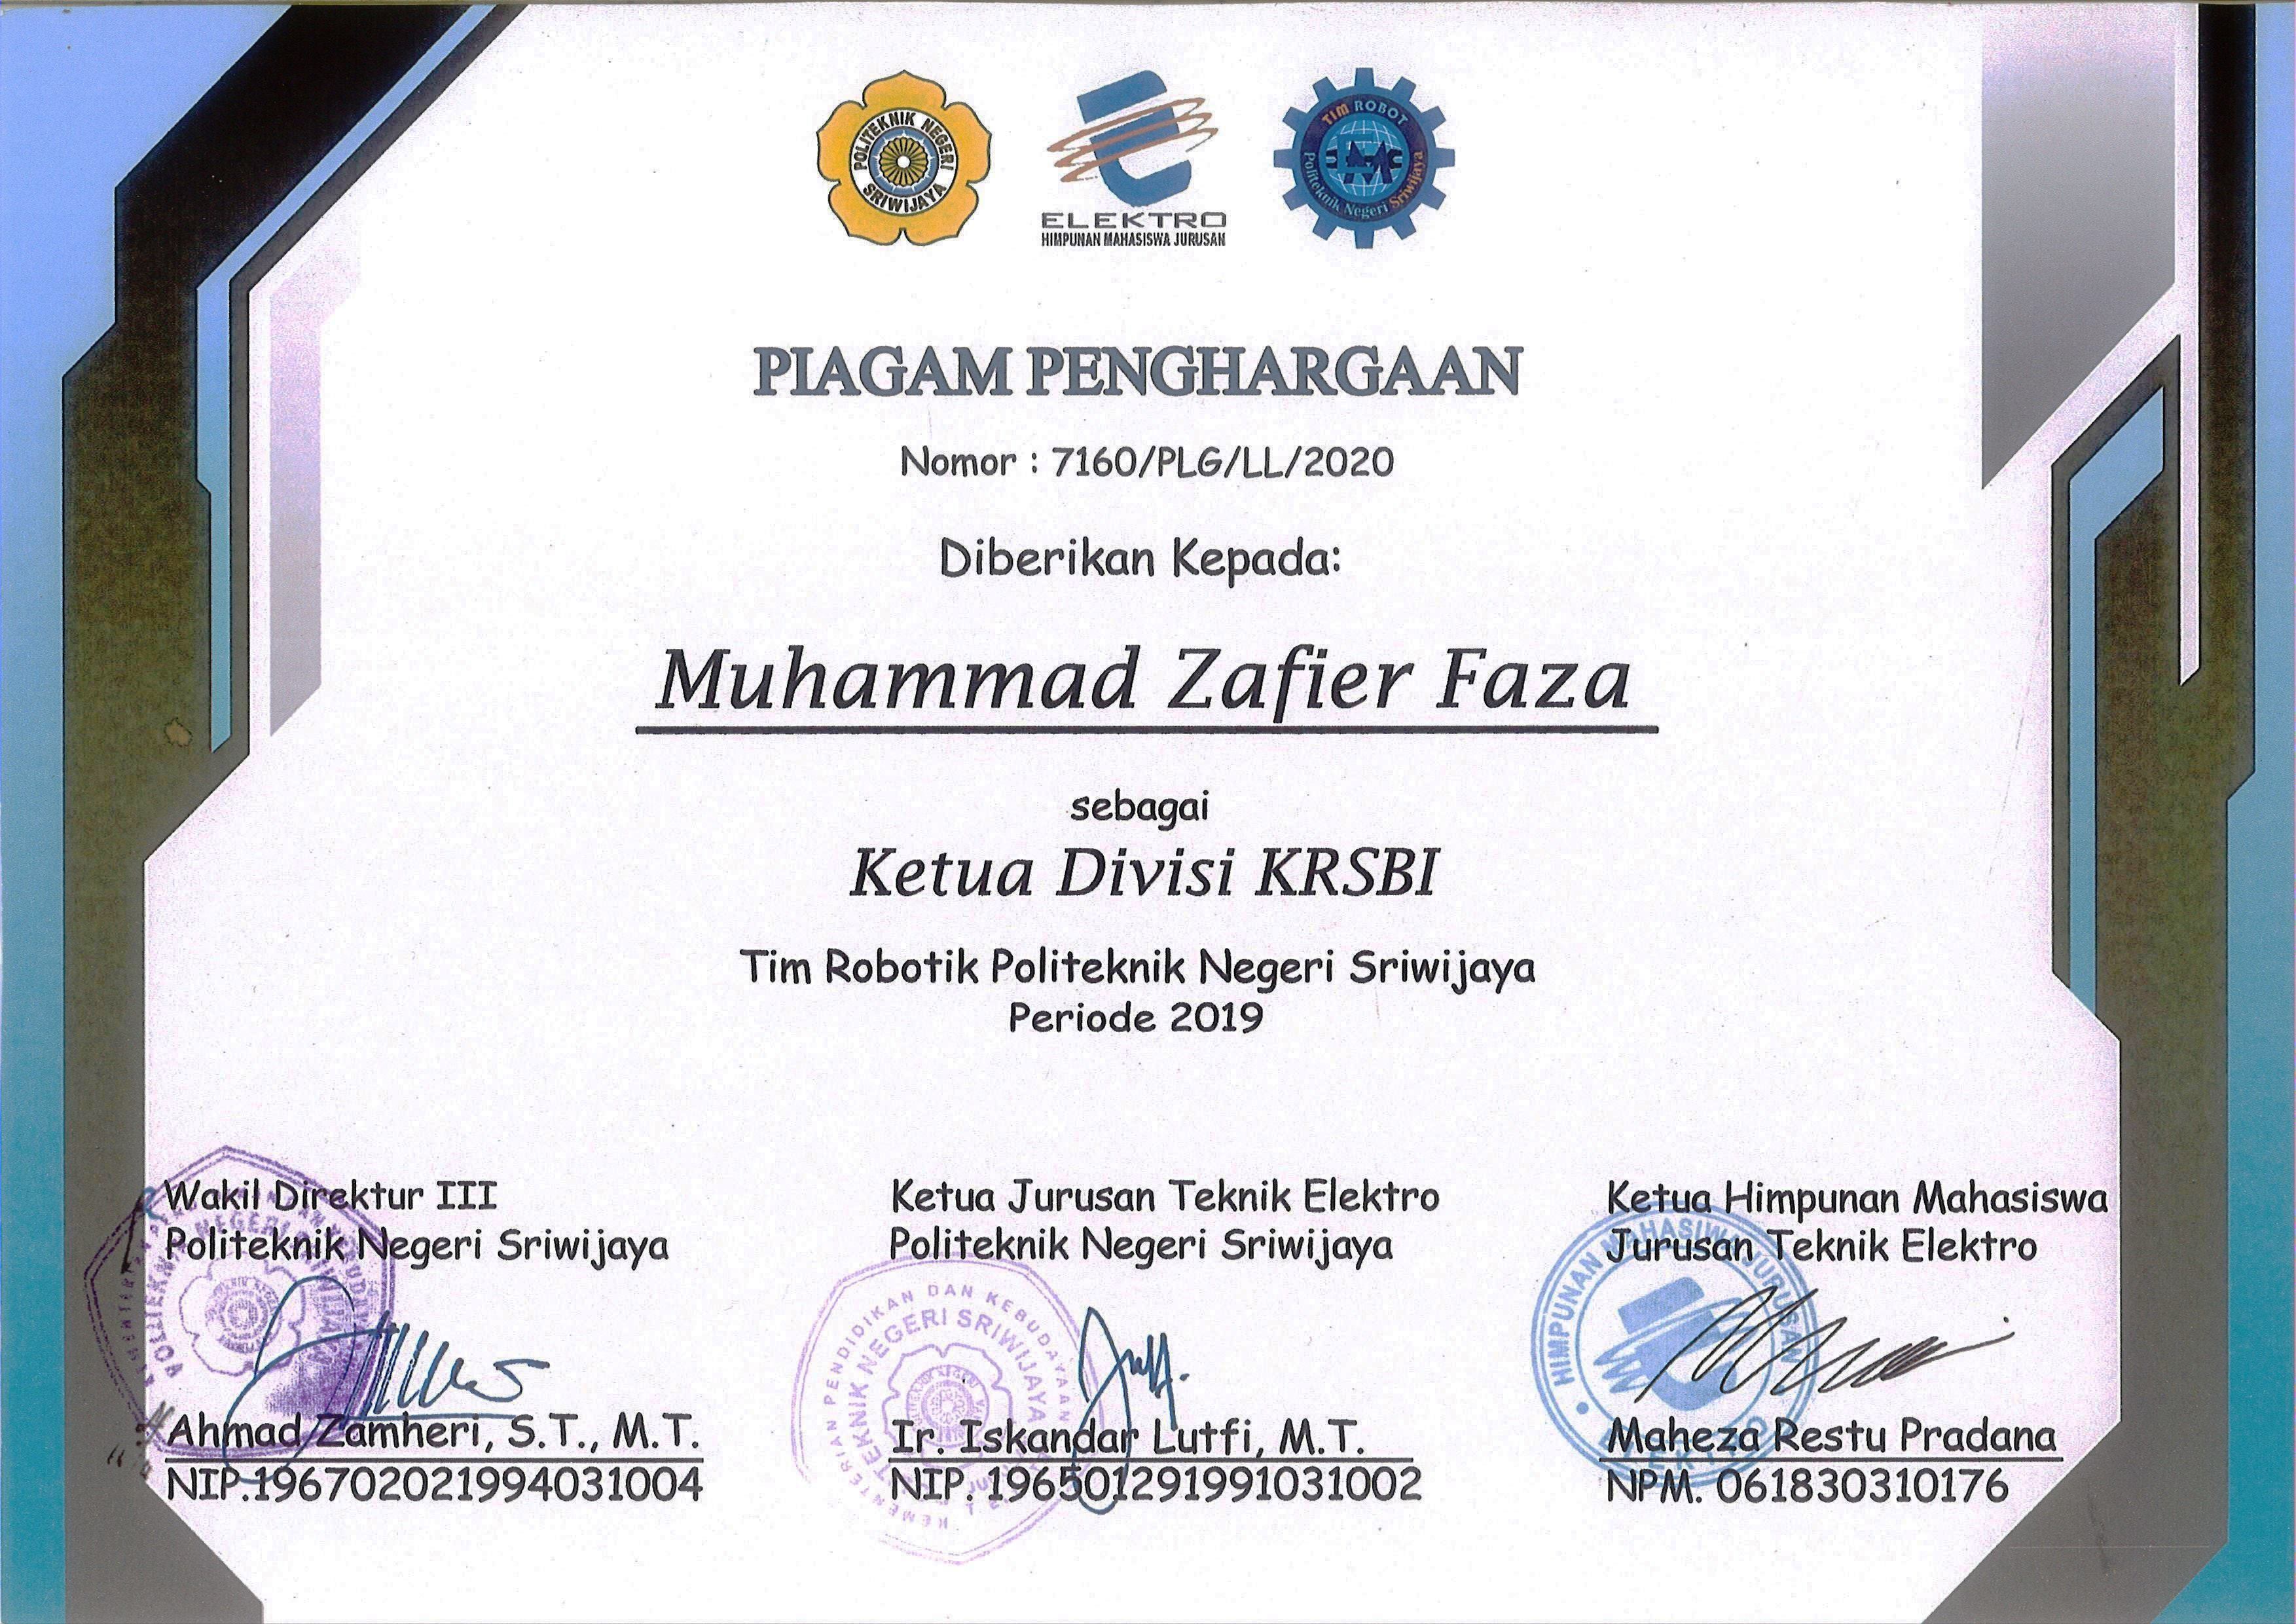 POLITEKNIK NEGERI
SRIWIJAYA
ELEKTRO
HIMPUNAN MAHASISWA JURUSAN
TIM ROBOT
Politeknik Negeri Sriwijaya
PIAGAM PENGHARGAAN
Nomor : 7160/PLG/LL/2020
Diberikan Kepada:
Muhammad Zafier Faza
sebagai
Ketua Divisi KRSBI
Tim Robotik Politeknik Negeri Sriwijaya
Periode 2019
Wakil Direktur III
Politeknik Negeri Sriwijaya
Ahmad Zamheri, S.T., M.T.
NIP.196702021994031004
Ketua Jurusan Teknik Elektro
Politeknik Negeri Sriwijaya
KEMENTERIAN PENDIDIKAN DAN KEBUDAYAAN
NEGERI SRIWIJAYA
Ir. Iskandar Lutfi, M.T.
NIP. 196501291991031002
Ketua Himpunan Mahasiswa
Jurusan Teknik Elektro
HIMPUNAN MAHASISWA JURUSAN
ELEKTRO
Maheza Restu Pradana
NPM. 061830310176